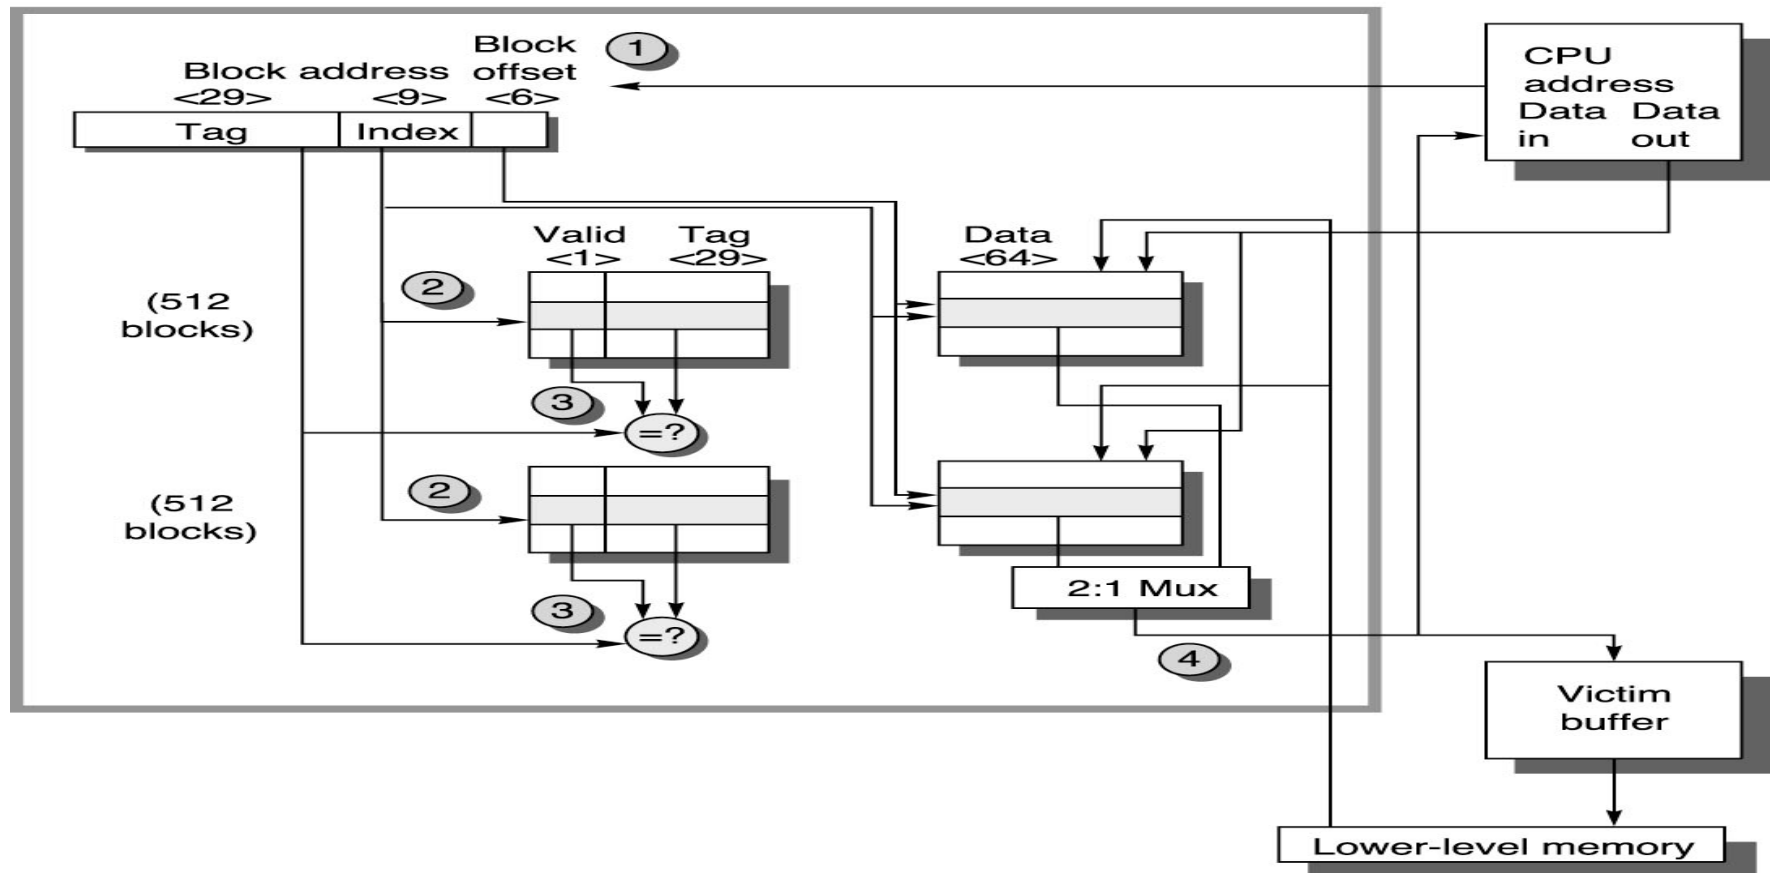 Block
offset
1
Block address
<29>
<9>
<6>
Tag
Index
CPU
address
Data Data
in out
Valid
<1>
Tag
<29>
Data
<64>
(512
blocks)
2
3
=?
(512
blocks)
2
3
=?
2:1 Mux
4
Victim
buffer
Lower-level memory